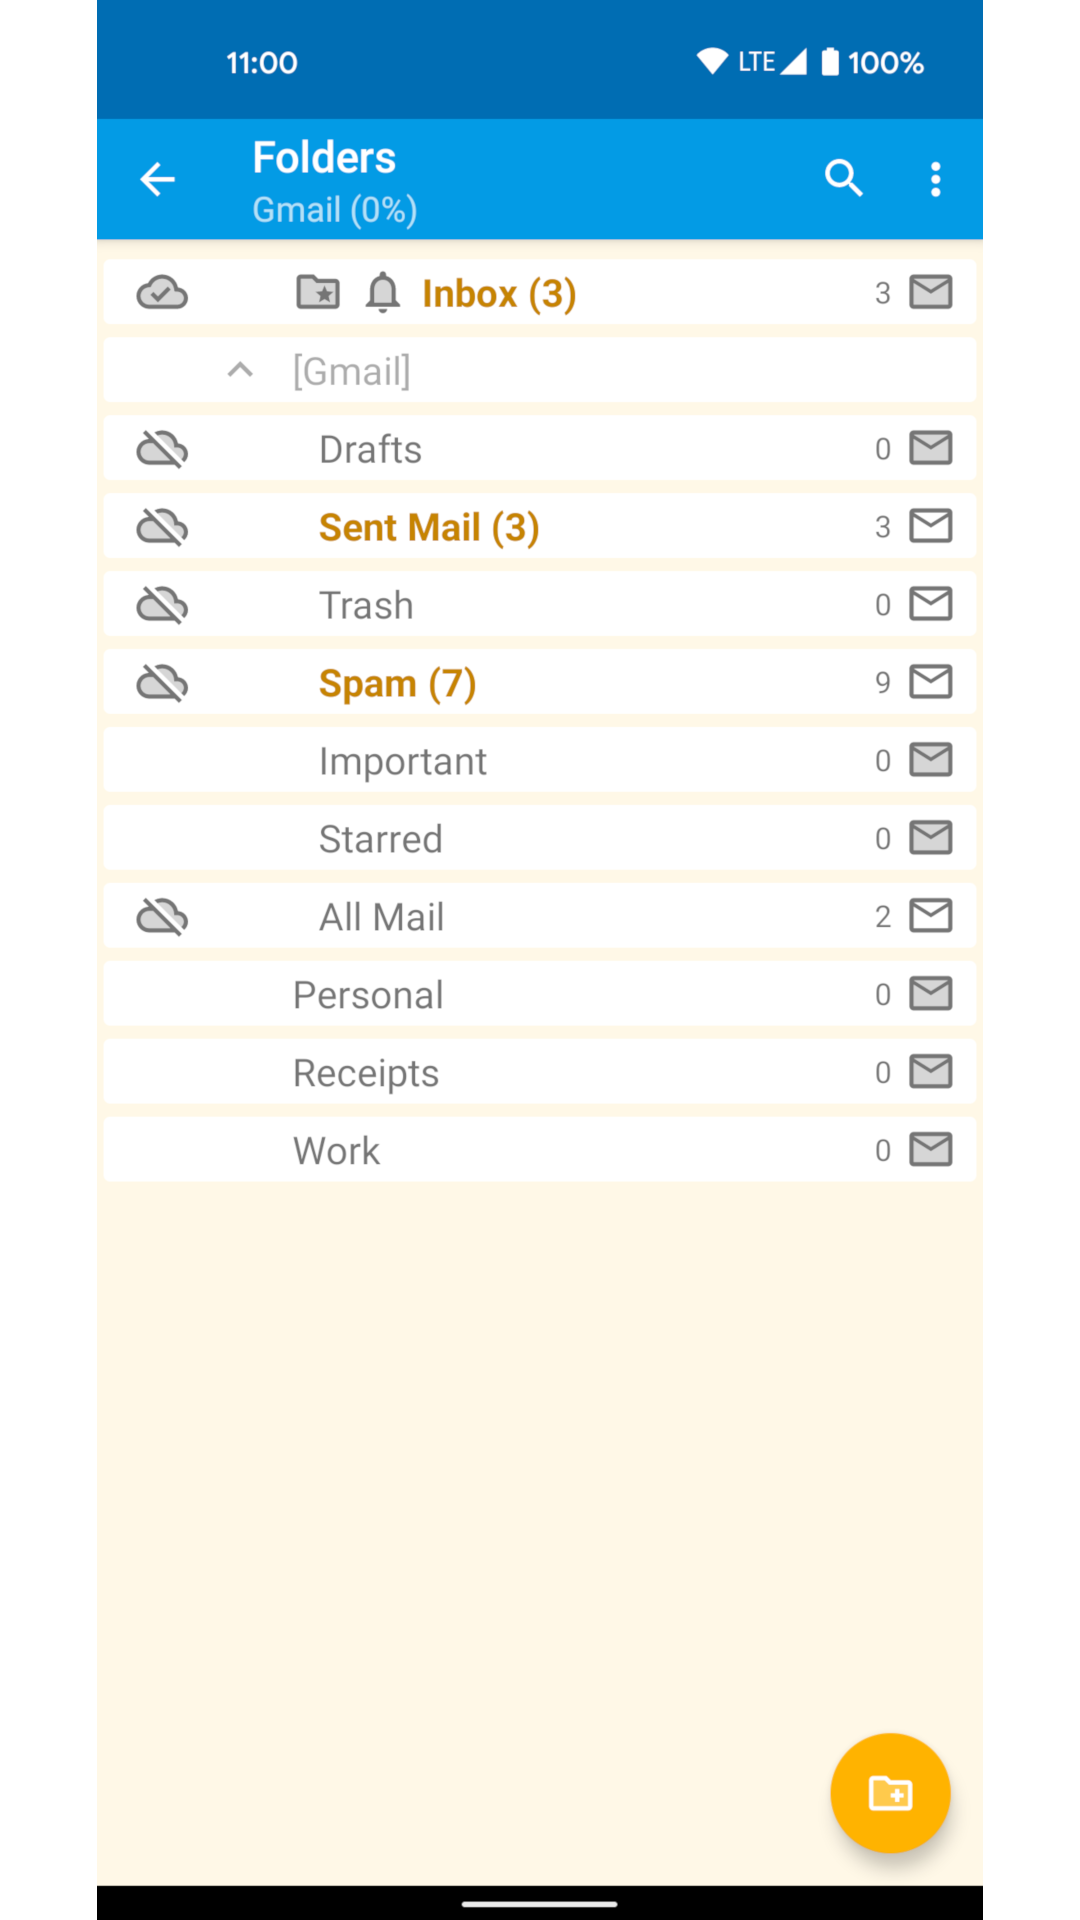 11:00 LTE 100%
Folders
Gmail (0%)
Inbox (3) 3
[Gmail]
Drafts 0
Sent Mail (3) 3
Trash 0
Spam (7) 9
Important 0
Starred 0
All Mail 2
Personal 0
Receipts 0
Work 0